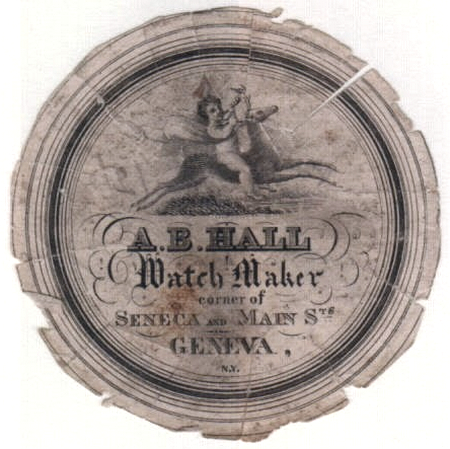 A. B. HALL
Watch Maker
corner of
SENECA AND MAIN STS
GENEVA,
N.Y.